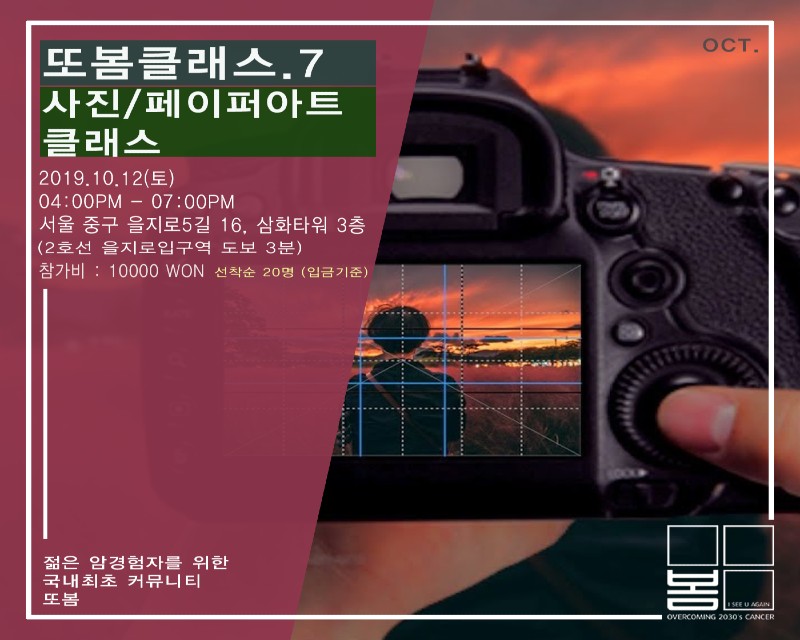 OCT.
또봄클래스.7
사진/페이퍼아트
클래스
2019.10.12(토)
04:00PM - 07:00PM
서울 중구 을지로5길 16, 삼화타워 3층
(2호선 을지로입구역 도보 3분)
참가비 : 10000 WON 선착순 20명 (입금기준)
젊은 암경험자를 위한
국내최초 커뮤니티
또봄
봄
I SEE U AGAIN
OVERCOMING 2030's CANCER